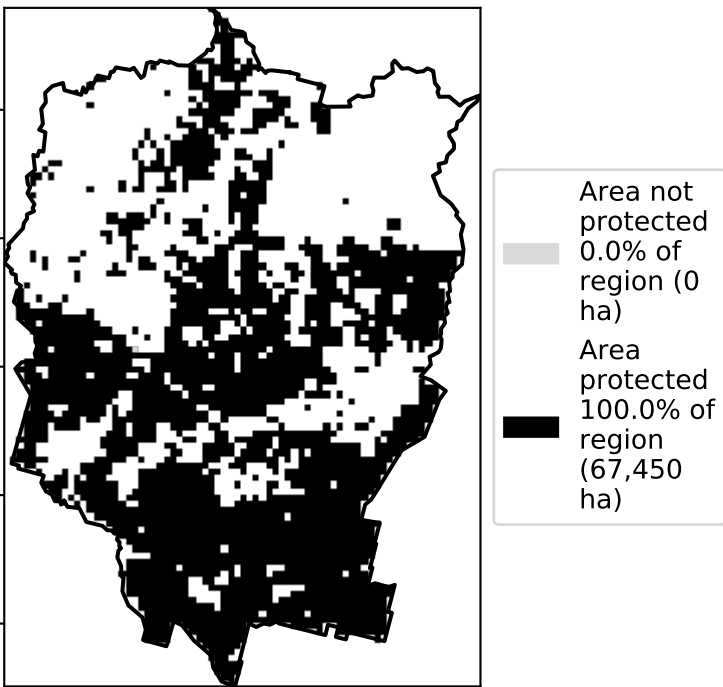 Area not
protected
0.0% of
region (0
ha)
Area
protected
100.0% of
region
(67,450
ha)